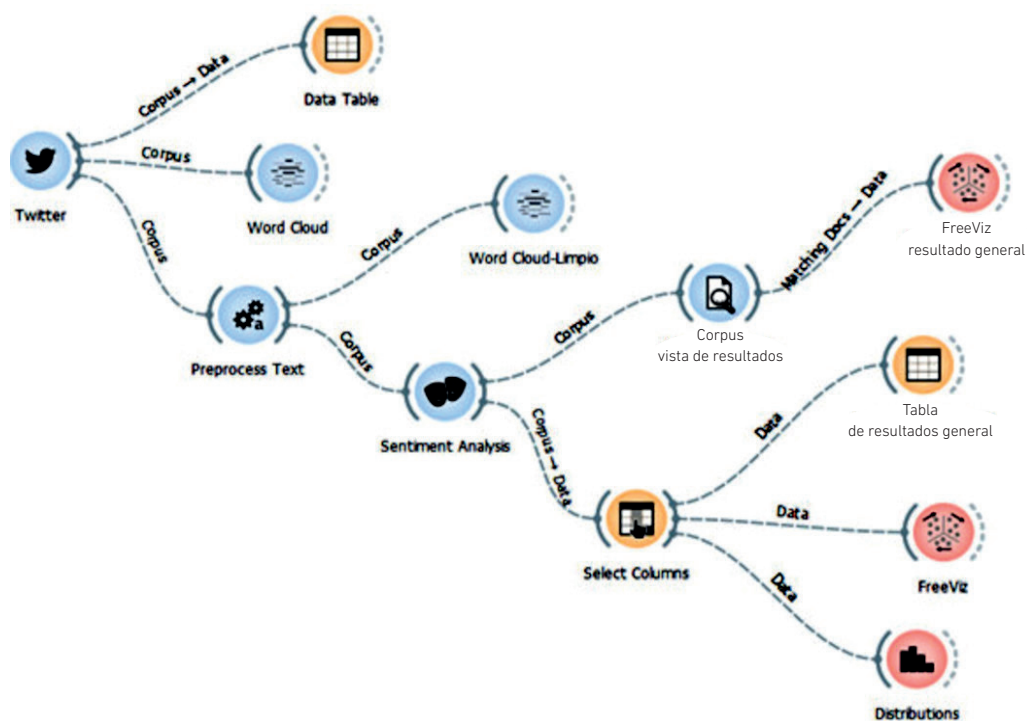 Corpus → Data
Data Table
Corpus
Word Cloud
Twitter
Corpus
Corpus
Word Cloud-Limpio
Matching Docs → Data
FreeViz
resultado general
Preprocess Text
Corpus
Corpus
Corpus
vista de resultados
Sentiment Analysis
Corpus → Data
Data
Tabla
de resultados general
Select Columns
Data
FreeViz
Data
Distributions
a